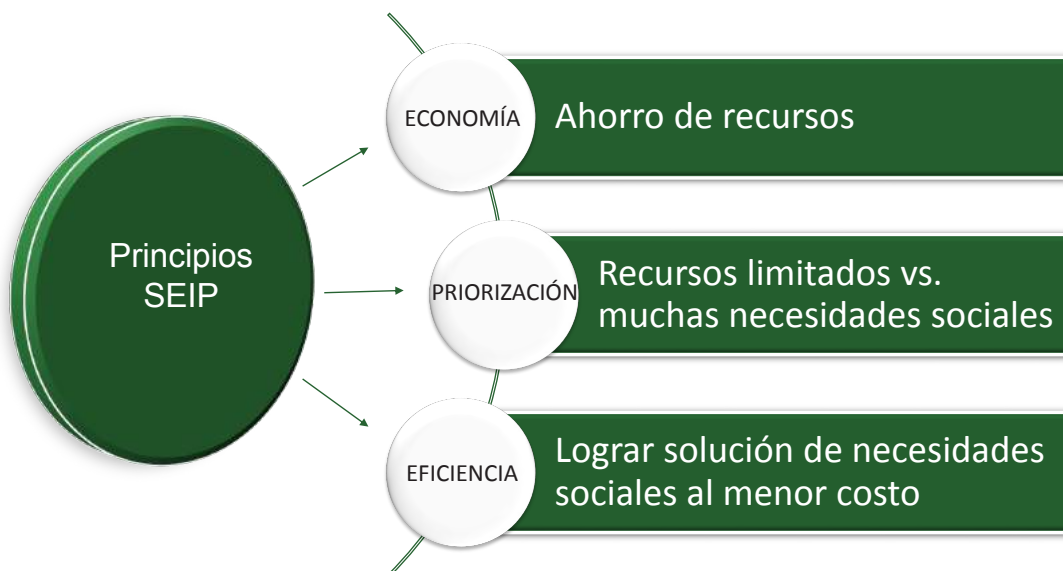 Principios
SEIP
ECONOMÍA
Ahorro de recursos
PRIORIZACIÓN
Recursos limitados vs.
muchas necesidades sociales
EFICIENCIA
Lograr solución de necesidades
sociales al menor costo